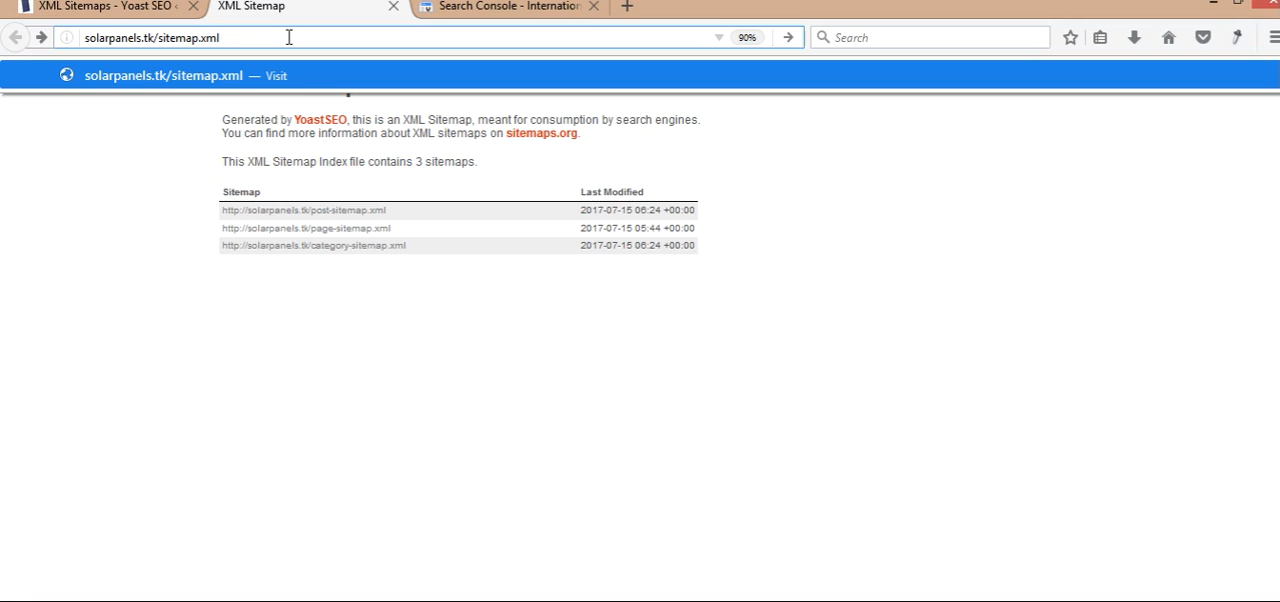 XML Sitemaps - Yoast SEO
XML Sitemap
Search Console - Internation
solarpanels.tk/sitemap.xml
90%
Search
solarpanels.tk/sitemap.xml — Visit
Generated by YoastSEO, this is an XML Sitemap, meant for consumption by search engines.
You can find more information about XML sitemaps on sitemaps.org.
This XML Sitemap Index file contains 3 sitemaps.
Sitemap Last Modified
http://solarpanels.tk/post-sitemap.xml 2017-07-15 06:24 +00:00
http://solarpanels.tk/page-sitemap.xml 2017-07-15 05:44 +00:00
http://solarpanels.tk/category-sitemap.xml 2017-07-15 06:24 +00:00